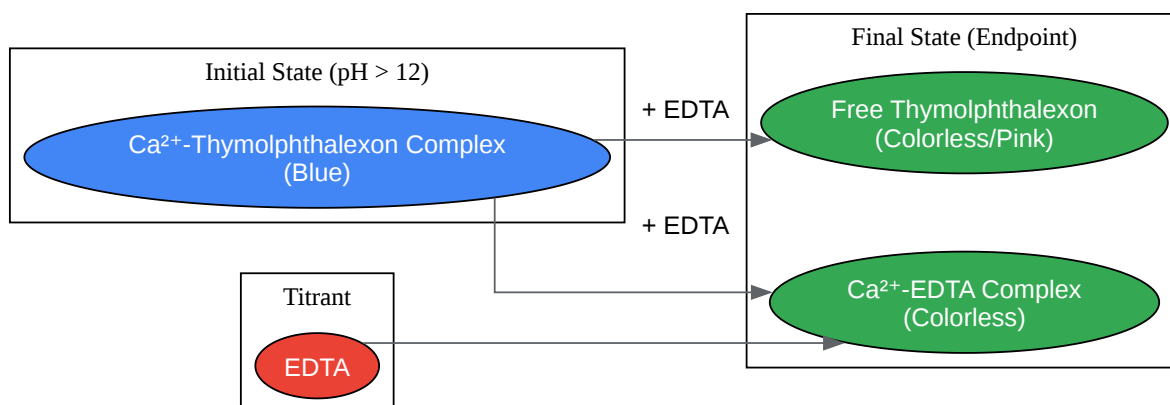 Initial State (pH > 12)
Ca²⁺-Thymolphthalexon Complex
(Blue)
+ EDTA
+ EDTA
Titrant
EDTA
Final State (Endpoint)
Free Thymolphthalexon
(Colorless/Pink)
Ca²⁺-EDTA Complex
(Colorless)